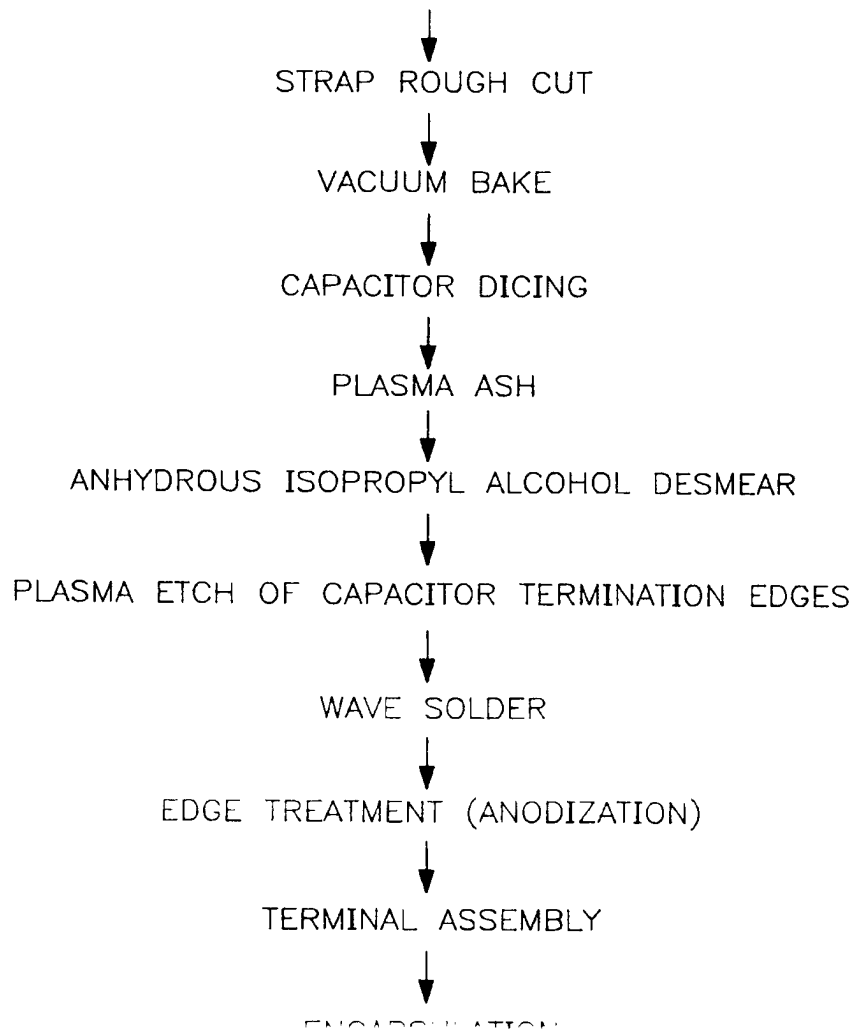 STRAP ROUGH CUT
VACUUM BAKE
CAPACITOR DICING
PLASMA ASH
ANHYDROUS ISOPROPYL ALCOHOL DESMEAR
PLASMA ETCH OF CAPACITOR TERMINATION EDGES
WAVE SOLDER
EDGE TREATMENT (ANODIZATION)
TERMINAL ASSEMBLY